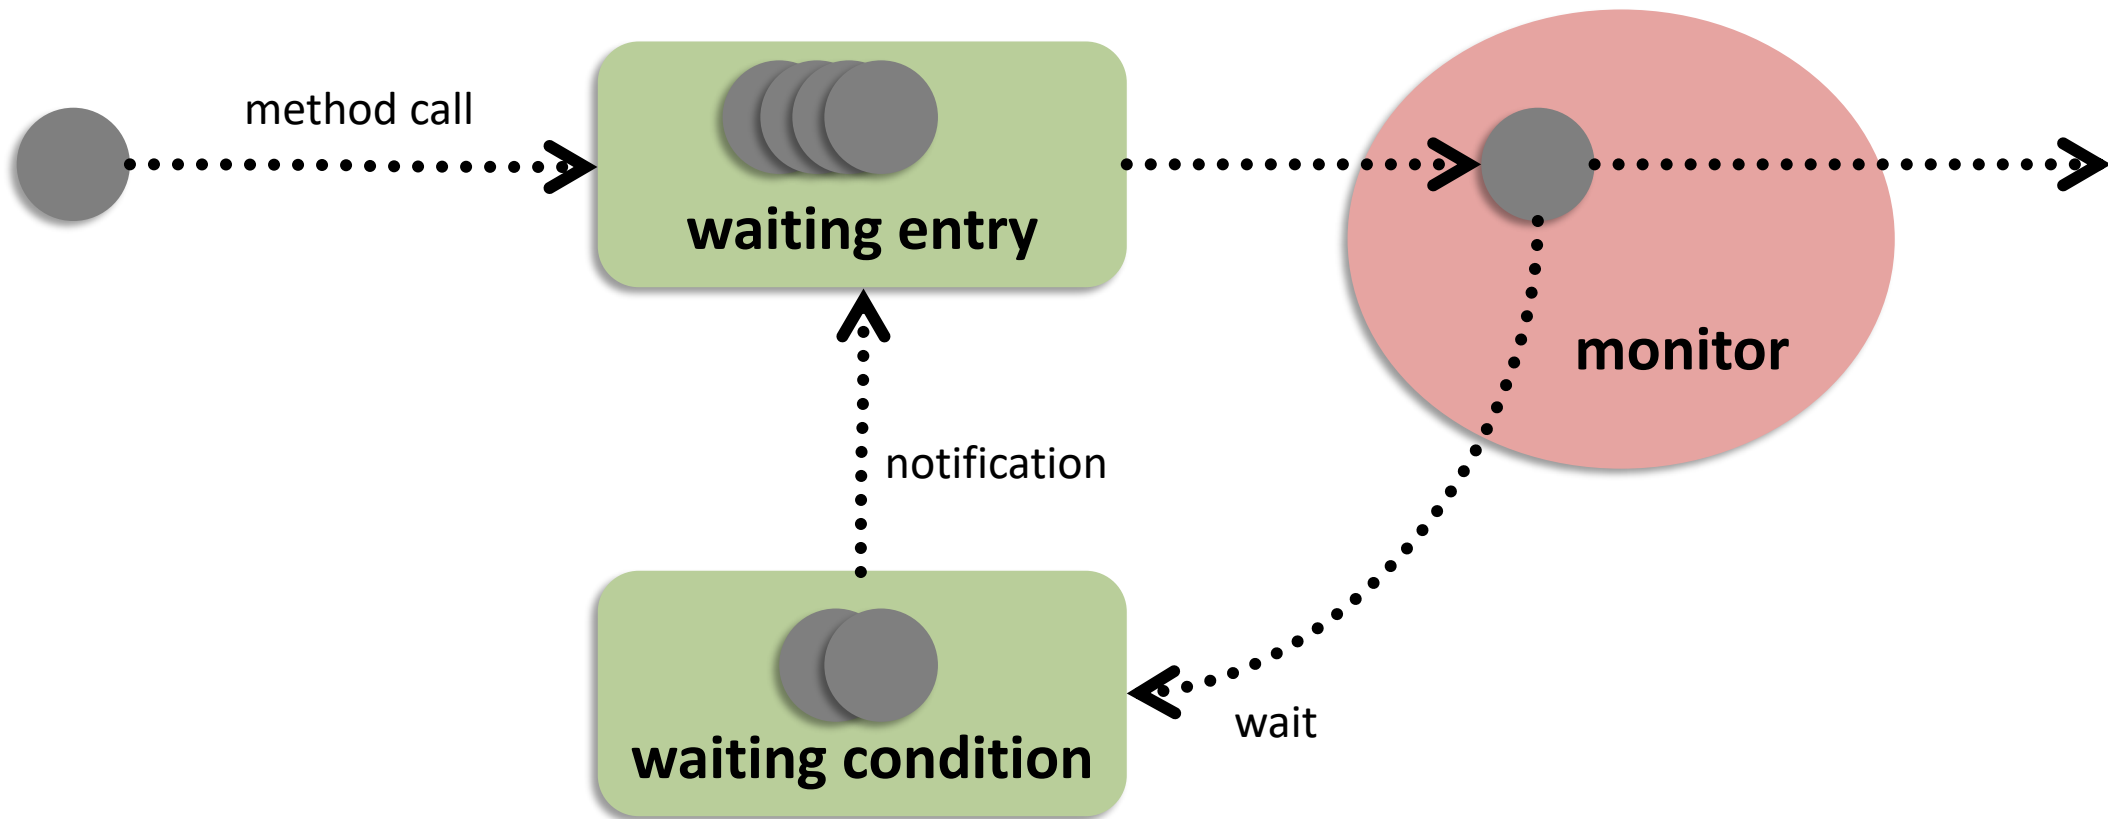 method call
waiting entry
monitor
notification
wait
waiting condition